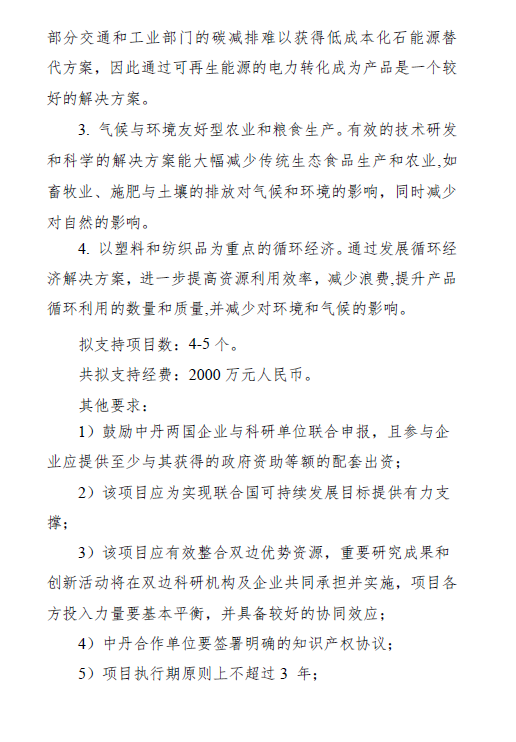 部分交通和工业部门的碳减排难以获得低成本化石能源替
代方案，因此通过可再生能源的电力转化成为产品是一个较
好的解决方案。
3. 气候与环境友好型农业和粮食生产。有效的技术研发
和科学的解决方案能大幅减少传统生态食品生产和农业,如
畜牧业、施肥与土壤的排放对气候和环境的影响，同时减少
对自然的影响。
4. 以塑料和纺织品为重点的循环经济。通过发展循环经
济解决方案，进一步提高资源利用效率，减少浪费,提升产品
循环利用的数量和质量,并减少对环境和气候的影响。
拟支持项目数：4-5 个。
共拟支持经费：2000 万元人民币。
其他要求：
1）鼓励中丹两国企业与科研单位联合申报，且参与企
业应提供至少与其获得的政府资助等额的配套出资；
2）该项目应为实现联合国可持续发展目标提供有力支
撑；
3）该项目应有效整合双边优势资源，重要研究成果和
创新活动将在双边科研机构及企业共同承担并实施，项目各
方投入力量要基本平衡，并具备较好的协同效应；
4）中丹合作单位要签署明确的知识产权协议；
5）项目执行期原则上不超过 3 年；